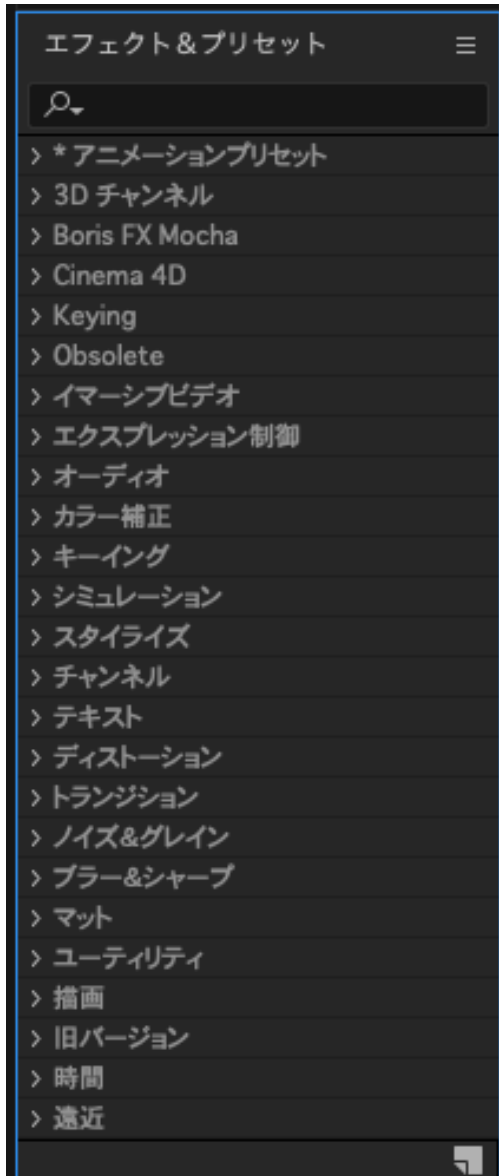 エフェクト＆プリセット
* アニメーションプリセット
3D チャンネル
Boris FX Mocha
Cinema 4D
Keying
Obsolete
イマーシブビデオ
エクスプレッション制御
オーディオ
カラー補正
キーイング
シミュレーション
スタイライズ
チャンネル
テキスト
ディストーション
トランジション
ノイズ&グレイン
ブラー&シャープ
マット
ユーティリティ
描画
旧バージョン
時間
遠近